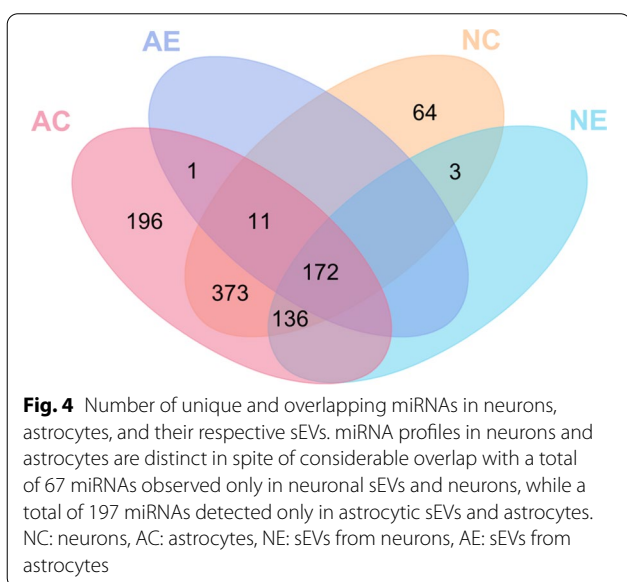 AE
NC
AC
NE
64
1
3
196
11
172
373
136
Fig. 4 Number of unique and overlapping miRNAs in neurons,
astrocytes, and their respective sEVs. miRNA profiles in neurons and
astrocytes are distinct in spite of considerable overlap with a total
of 67 miRNAs observed only in neuronal sEVs and neurons, while a
total of 197 miRNAs detected only in astrocytic sEVs and astrocytes.
NC: neurons, AC: astrocytes, NE: sEVs from neurons, AE: sEVs from
astrocytes